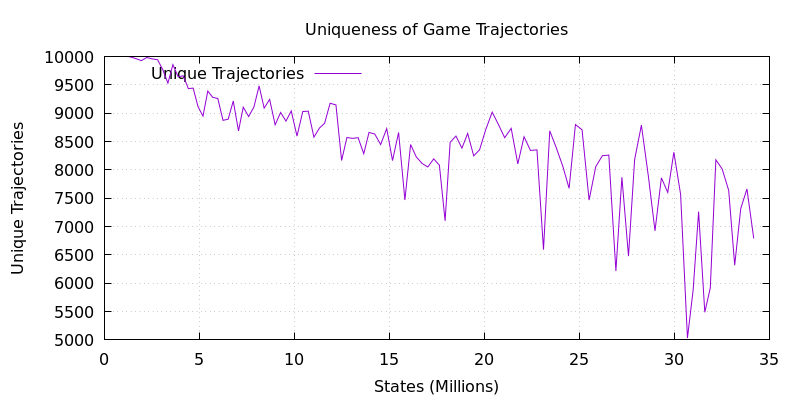 Uniqueness of Game Trajectories
Unique Trajectories
10000
9500
9000
8500
8000
7500
7000
6500
6000
5500
5000
Unique Trajectories
0 5 10 15 20 25 30 35
States (Millions)